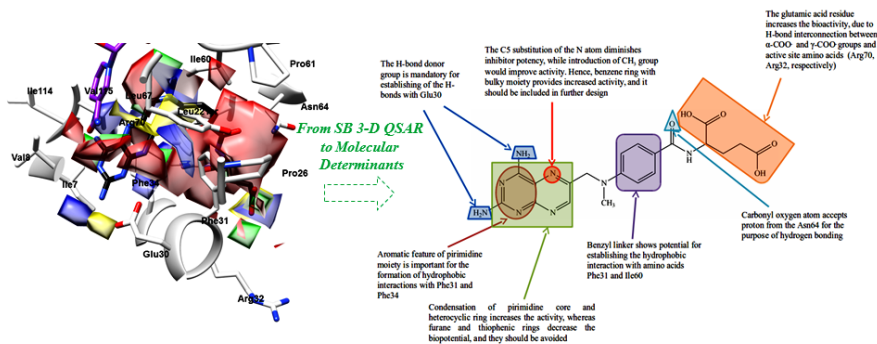 Ile60
Pro61
Ile114
Leu67
Asn64
Arg70
Val8
Ile7
Phe34
Pro26
Phe31
Glu30
Arg32
From SB 3-D QSAR
to Molecular
Determinants
The H-bond donor
group is mandatory for
establishing of the H-
bonds with Glu30
The C5 substitution of the N atom diminishes
inhibitor potency, while introduction of CH3 group
would improve activity. Hence, benzene ring with
bulky moiety provides increased activity, and it
should be included in further design
The glutamic acid residue
increases the bioactivity, due to
H-bond interconnection between
α-COO- and γ-COO- groups and
active site amino acids (Arg70,
Arg32, respectively)
NH2
H2N
N
N
N
N
N
CH3
O
NH
HO
O
O
OH
Aromatic feature of pirimidine
moiety is important for the
formation of hydrophobic
interactions with Phe31 and
Phe34
Condensation of pirimidine core and
heterocyclic ring increases the activity, whereas
furane and thiophenic rings decrease the
biopotential, and they should be avoided
Benzyl linker shows potential for
establishing the hydrophobic
interaction with amino acids
Phe31 and Ile60
Carbonyl oxygen atom accepts
proton from the Asn64 for the
purpose of hydrogen bonding